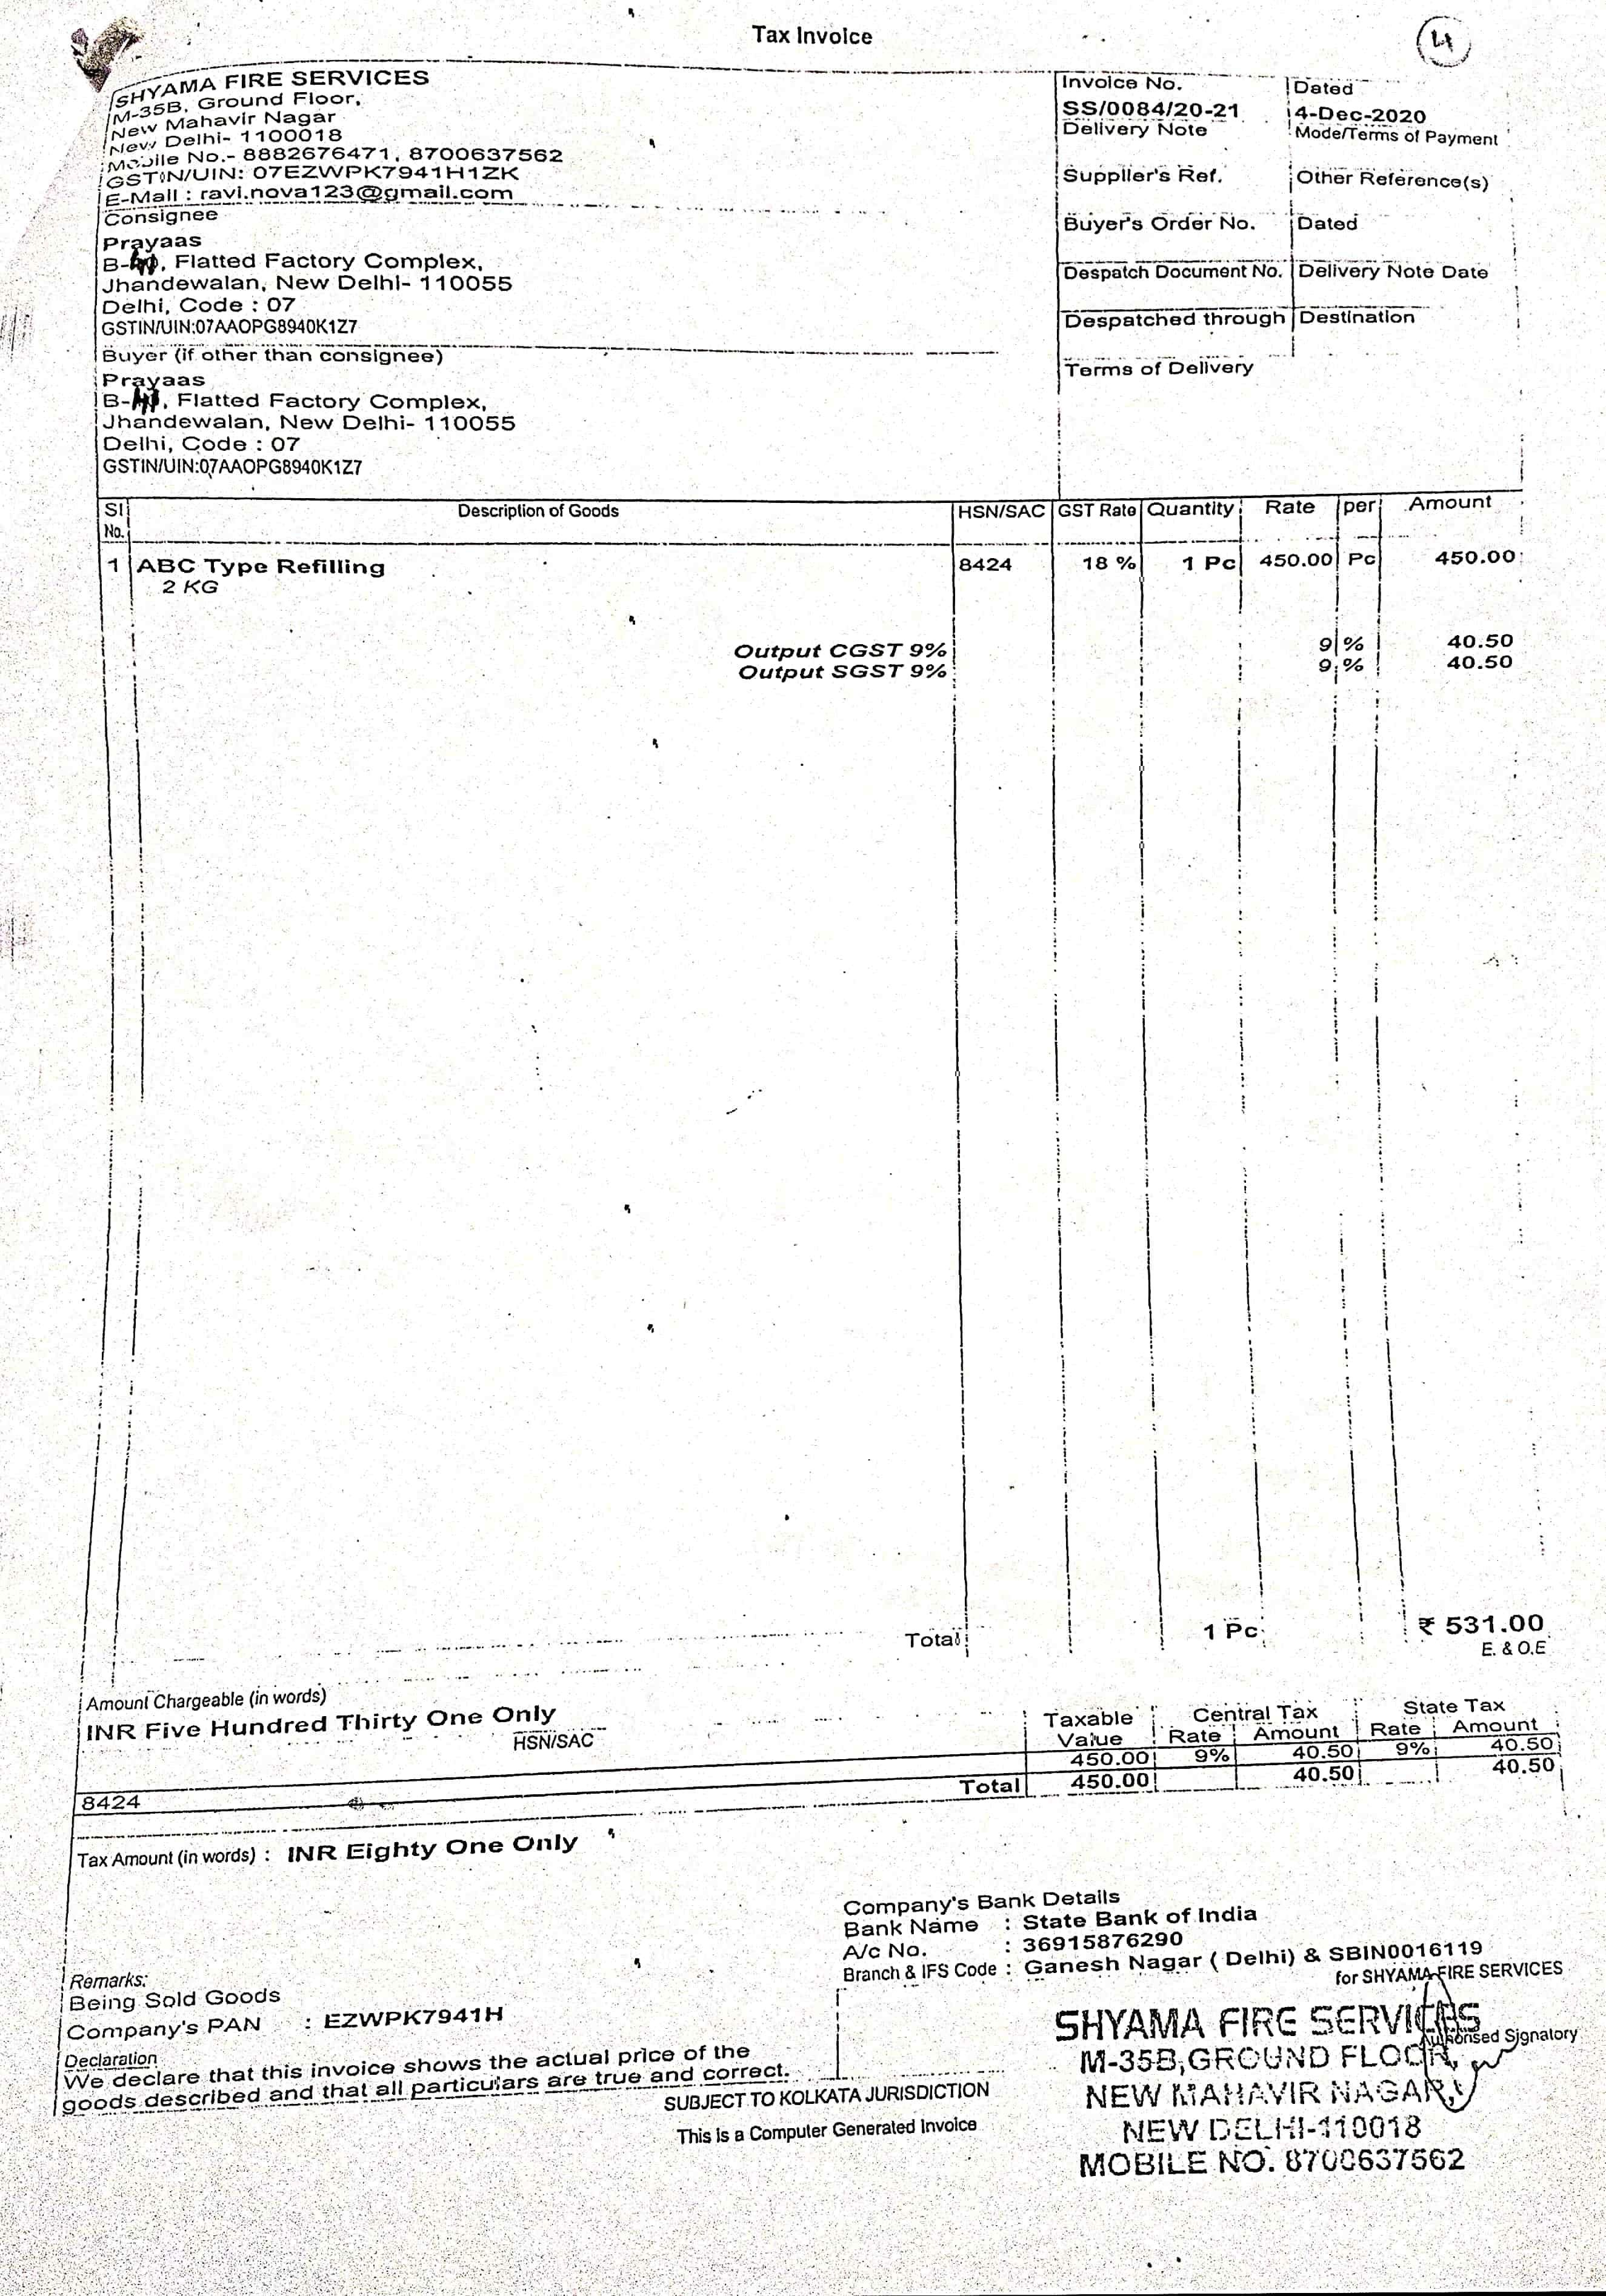 Tax Invoice
4
SHYAMA FIRE SERVICES
M-35B, Ground Floor,
New Mahavir Nagar
New Delhi- 1100018
Mobile No.- 8882676471, 8700637562
GSTIN/UIN: 07EZWPK7941H1ZK
E-Mail : ravi.nova123@gmail.com
Invoice No. Dated
SS/0084/20-21 4-Dec-2020
Delivery Note Mode/Terms of Payment
Supplier's Ref. Other Reference(s)
Buyer's Order No. Dated
Despatch Document No. Delivery Note Date
Despatched through Destination
Terms of Delivery
Consignee
Prayaas
B- , Flatted Factory Complex,
Jhandewalan, New Delhi- 110055
Delhi, Code : 07
GSTIN/UIN:07AAOPG8940K1Z7
Buyer (if other than consignee)
Prayaas
B- , Flatted Factory Complex,
Jhandewalan, New Delhi- 110055
Delhi, Code : 07
GSTIN/UIN:07AAOPG8940K1Z7
Sl No. Description of Goods HSN/SAC GST Rate Quantity Rate per Amount
1 ABC Type Refilling 8424 18 % 1 Pc 450.00 Pc 450.00
2 KG
Output CGST 9% 9 % 40.50
Output SGST 9% 9 % 40.50
Total 1 Pc ₹ 531.00
E. & O.E
Amount Chargeable (in words)
INR Five Hundred Thirty One Only
HSN/SAC Taxable Value Central Tax State Tax
Rate Amount Rate Amount
8424 450.00 9% 40.50 9% 40.50
Total 450.00 40.50 40.50
Tax Amount (in words) : INR Eighty One Only
Company's Bank Details
Bank Name : State Bank of India
A/c No. : 36915876290
Branch & IFS Code : Ganesh Nagar ( Delhi) & SBIN0016119
Remarks:
Being Sold Goods
Company's PAN : EZWPK7941H
Declaration
We declare that this invoice shows the actual price of the
goods described and that all particulars are true and correct.
for SHYAMA FIRE SERVICES
Authorised Signatory
SHYAMA FIRE SERVICES
M-35B, GROUND FLOOR,
NEW MAHAVIR NAGAR,
NEW DELHI-110018
MOBILE NO. 8700637562
SUBJECT TO KOLKATA JURISDICTION
This is a Computer Generated Invoice